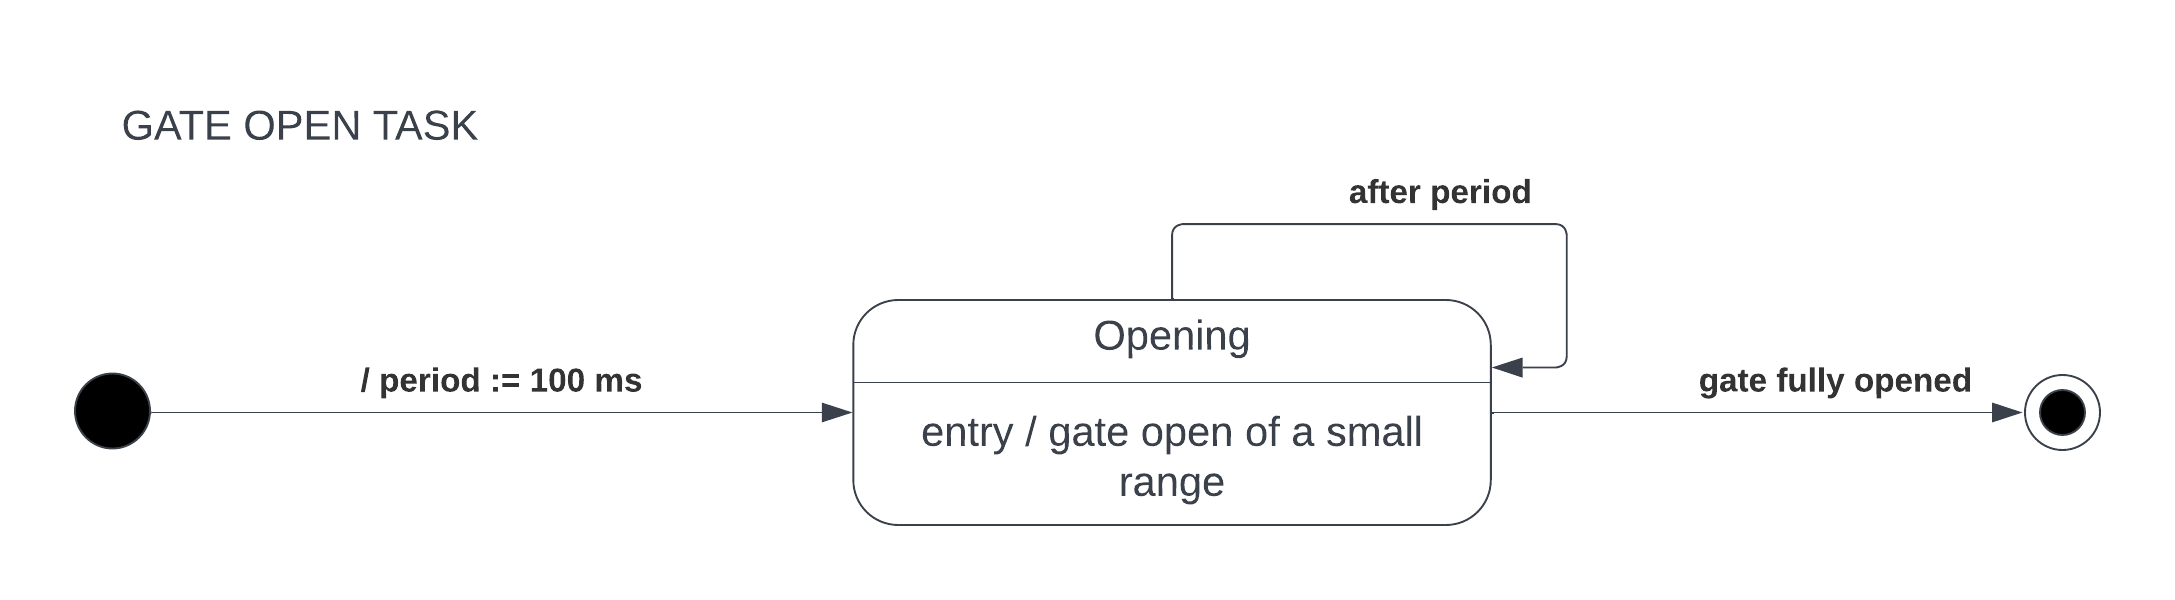 GATE OPEN TASK
after period
Opening
/ period := 100 ms
gate fully opened
entry / gate open of a small
range